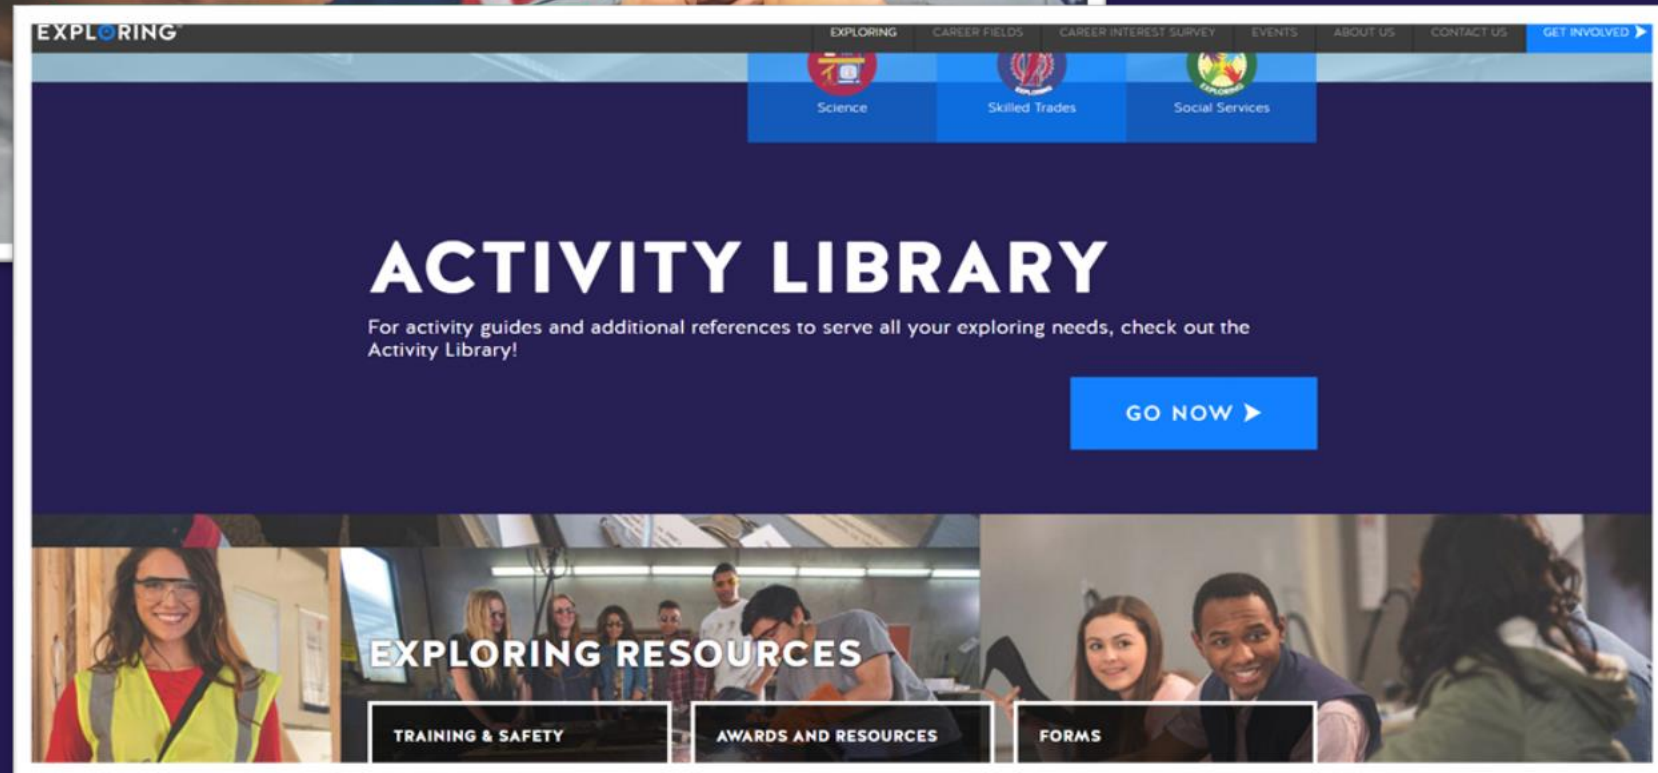 EXPLORING
EXPLORING CAREER FIELDS CAREER INTEREST SURVEY EVENTS ABOUT US CONTACT US GET INVOLVED
EXPLORING EXPLORING
Science Skilled Trades Social Services
ACTIVITY LIBRARY
For activity guides and additional references to serve all your exploring needs, check out the
Activity Library!
GO NOW
EXPLORING RESOURCES
TRAINING & SAFETY AWARDS AND RESOURCES FORMS